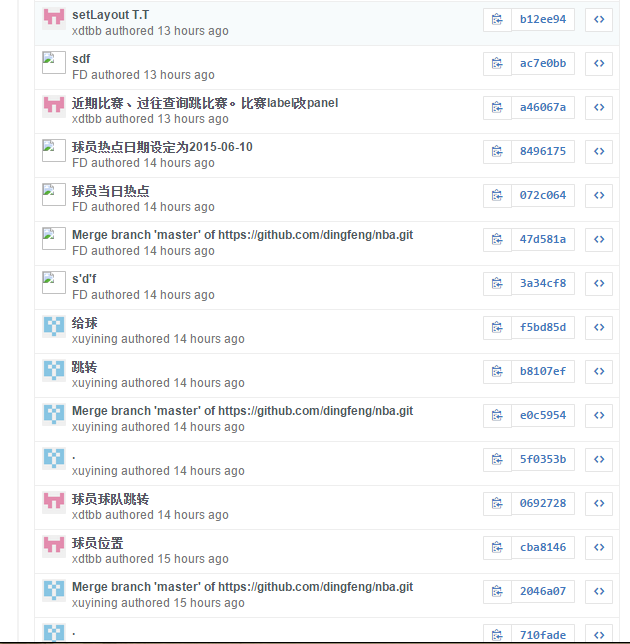 setLayout T.T
xdtbb authored 13 hours ago
b12ee94
sdf
FD authored 13 hours ago
ac7e0bb
近期比赛、过往查询跳比赛。比赛label改panel
xdtbb authored 13 hours ago
a46067a
球员热点日期设定为2015-06-10
FD authored 14 hours ago
8496175
球员当日热点
FD authored 14 hours ago
072c064
Merge branch 'master' of https://github.com/dingfeng/nba.git
FD authored 14 hours ago
47d581a
s'd'f
FD authored 14 hours ago
3a34cf8
给球
xuyining authored 14 hours ago
f5bd85d
跳转
xuyining authored 14 hours ago
b8107ef
Merge branch 'master' of https://github.com/dingfeng/nba.git
xuyining authored 14 hours ago
e0c5954
.
xuyining authored 14 hours ago
5f0353b
球员球队跳转
xdtbb authored 14 hours ago
0692728
球员位置
xdtbb authored 15 hours ago
cba8146
Merge branch 'master' of https://github.com/dingfeng/nba.git
xuyining authored 15 hours ago
2046a07
.
710fade